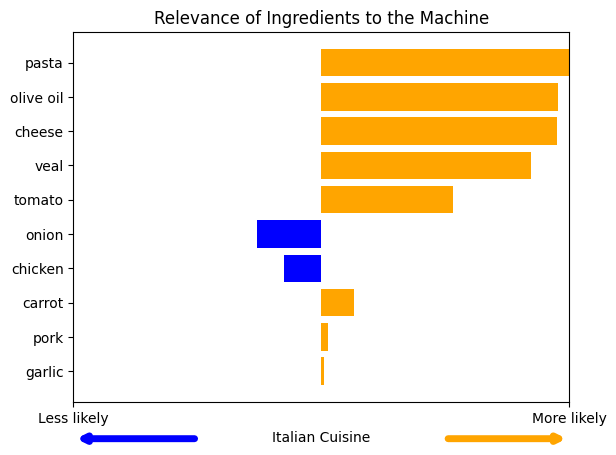 Relevance of Ingredients to the Machine
pasta
olive oil
cheese
veal
tomato
onion
chicken
carrot
pork
garlic
Less likely
More likely
Italian Cuisine